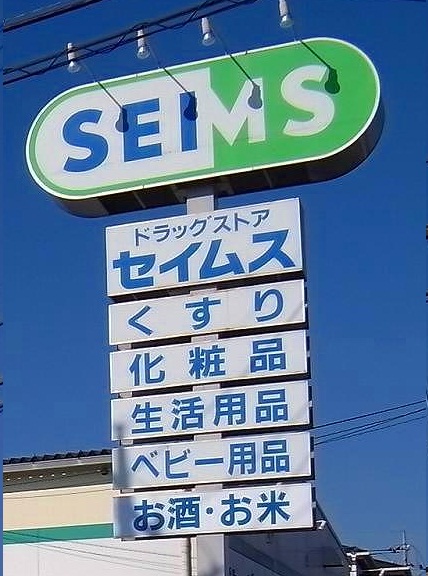 SEIMS
ドラッグストア
セイムス
くすり
化粧品
生活用品
ベビー用品
お酒・お米